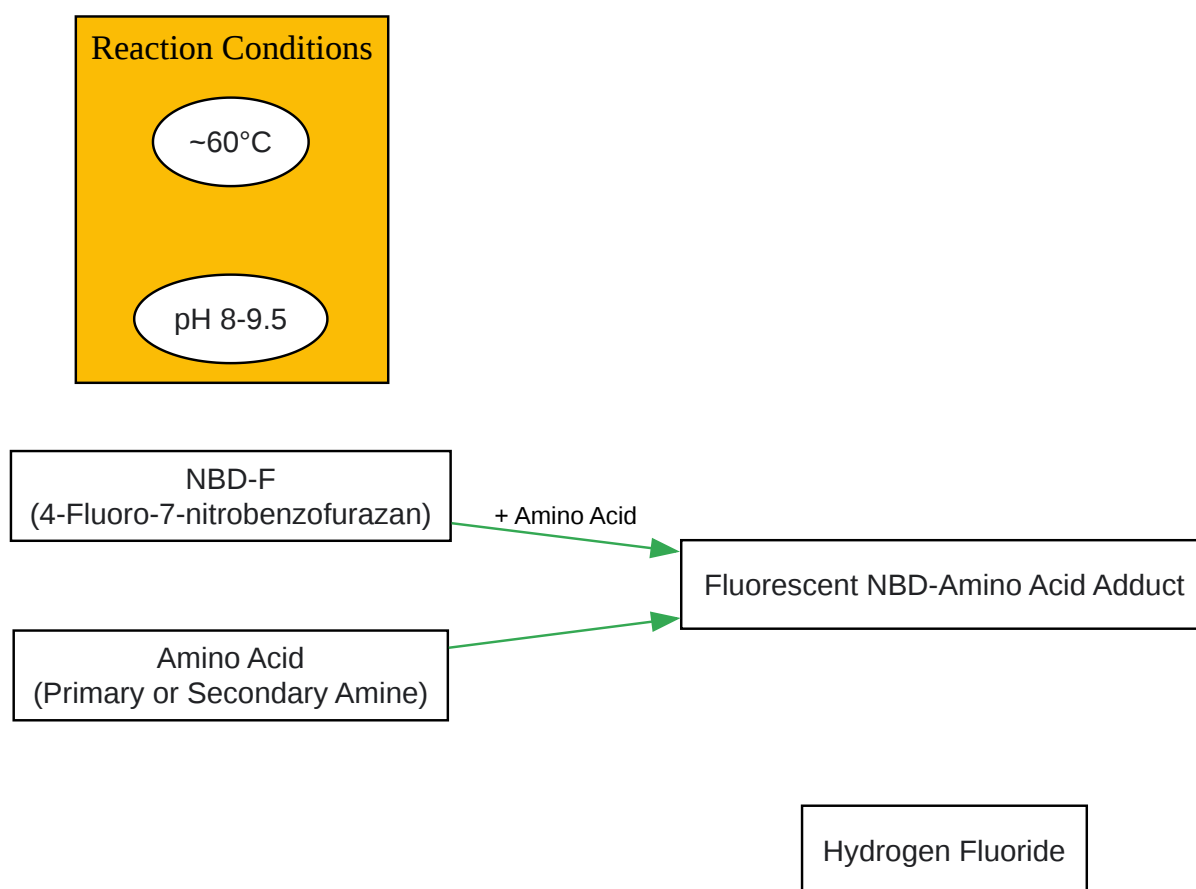 Reaction Conditions
~60°C
pH 8-9.5
NBD-F
(4-Fluoro-7-nitrobenzofurazan)
+ Amino Acid
Fluorescent NBD-Amino Acid Adduct
Amino Acid
(Primary or Secondary Amine)
Hydrogen Fluoride